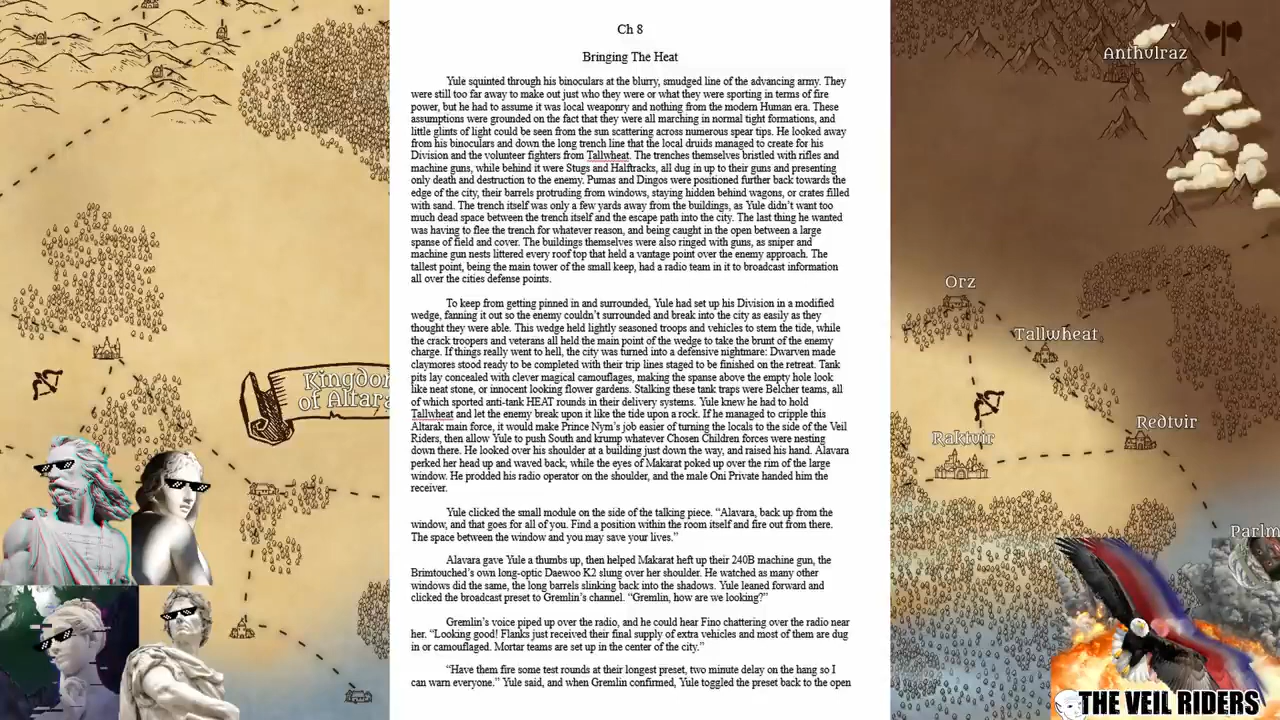 Ch 8
Bringing The Heat
Yule squinted through his binoculars at the blurry, smudged line of the advancing army. They
were still too far away to make out just who they were or what they were sporting in terms of fire
power, but he had to assume it was local weaponry and nothing from the modern Human era. These
assumptions were grounded on the fact that they were all marching in normal tight formations, and
little glints of light could be seen from the sun scattering across numerous spear tips. He looked away
from his binoculars and down the long trench line that the local druids managed to create for his
Division and the volunteer fighters from Tallwheat. The trenches themselves bristled with rifles and
machine guns, while behind it were Stugs and Halftracks, all dug in up to their guns and presenting
only death and destruction to the enemy. Pumas and Dingos were positioned further back towards the
edge of the city, their barrels protruding from windows, staying hidden behind wagons, or crates filled
with sand. The trench itself was only a few yards away from the buildings, as Yule didn't want too
much dead space between the trench itself and the escape path into the city. The last thing he wanted
was having to flee the trench for whatever reason, and being caught in the open between a large
spanse of field and cover. The buildings themselves were also ringed with guns, as sniper and
machine gun nests littered every roof top that held a vantage point over the enemy approach. The
tallest point, being the main tower of the small keep, had a radio team in it to broadcast information
all over the cities defense points.
To keep from getting pinned in and surrounded, Yule had set up his Division in a modified
wedge, fanning it out so the enemy couldn't surrounded and break into the city as easily as they
thought they were able. This wedge held lightly seasoned troops and vehicles to stem the tide, while
the crack troopers and veterans all held the main point of the wedge to take the brunt of the enemy
charge. If things really went to hell, the city was turned into a defensive nightmare: Dwarven made
claymores stood ready to be completed with their trip lines staged to be finished on the retreat. Tank
pits lay concealed with clever magical camouflages, making the spanse above the empty hole look
like neat stone, or innocent looking flower gardens. Stalking these tank traps were Belcher teams, all
of which sported anti-tank HEAT rounds in their delivery systems. Yule knew he had to hold
Tallwheat and let the enemy break upon it like the tide upon a rock. If he managed to cripple this
Altarak main force, it would make Prince Nym's job easier of turning the locals to the side of the Veil
Riders, then allow Yule to push South and krump whatever Chosen Children forces were nesting
down there. He looked over his shoulder at a building just down the way, and raised his hand. Alavara
perked her head up and waved back, while the eyes of Makarat poked up over the rim of the large
window. He prodded his radio operator on the shoulder, and the male Oni Private handed him the
receiver.
Yule clicked the small module on the side of the talking piece. “Alavara, back up from the
window, and that goes for all of you. Find a position within the room itself and fire out from there.
The space between the window and you may save your lives.”
Alavara gave Yule a thumbs up, then helped Makarat heft up their 240B machine gun, the
Brimtouched's own long-optic Daewoo K2 slung over her shoulder. He watched as many other
windows did the same, the long barrels slinking back into the shadows. Yule leaned forward and
clicked the broadcast preset to Gremlin's channel. “Gremlin, how are we looking?”
Gremlin's voice piped up over the radio, and he could hear Fino chattering over the radio near
her. “Looking good! Flanks just received their final supply of extra vehicles and most of them are dug
in or camouflaged. Mortar teams are set up in the center of the city.”
“Have them fire some test rounds at their longest preset, two minute delay on the hang so I
can warn everyone.” Yule said, and when Gremlin confirmed, Yule toggled the preset back to the open
Kingdom
of Altara
Anthulraz
Orz
Tallwheat
Redtvir
Raktvir
Parlm
THE VEIL RIDERS